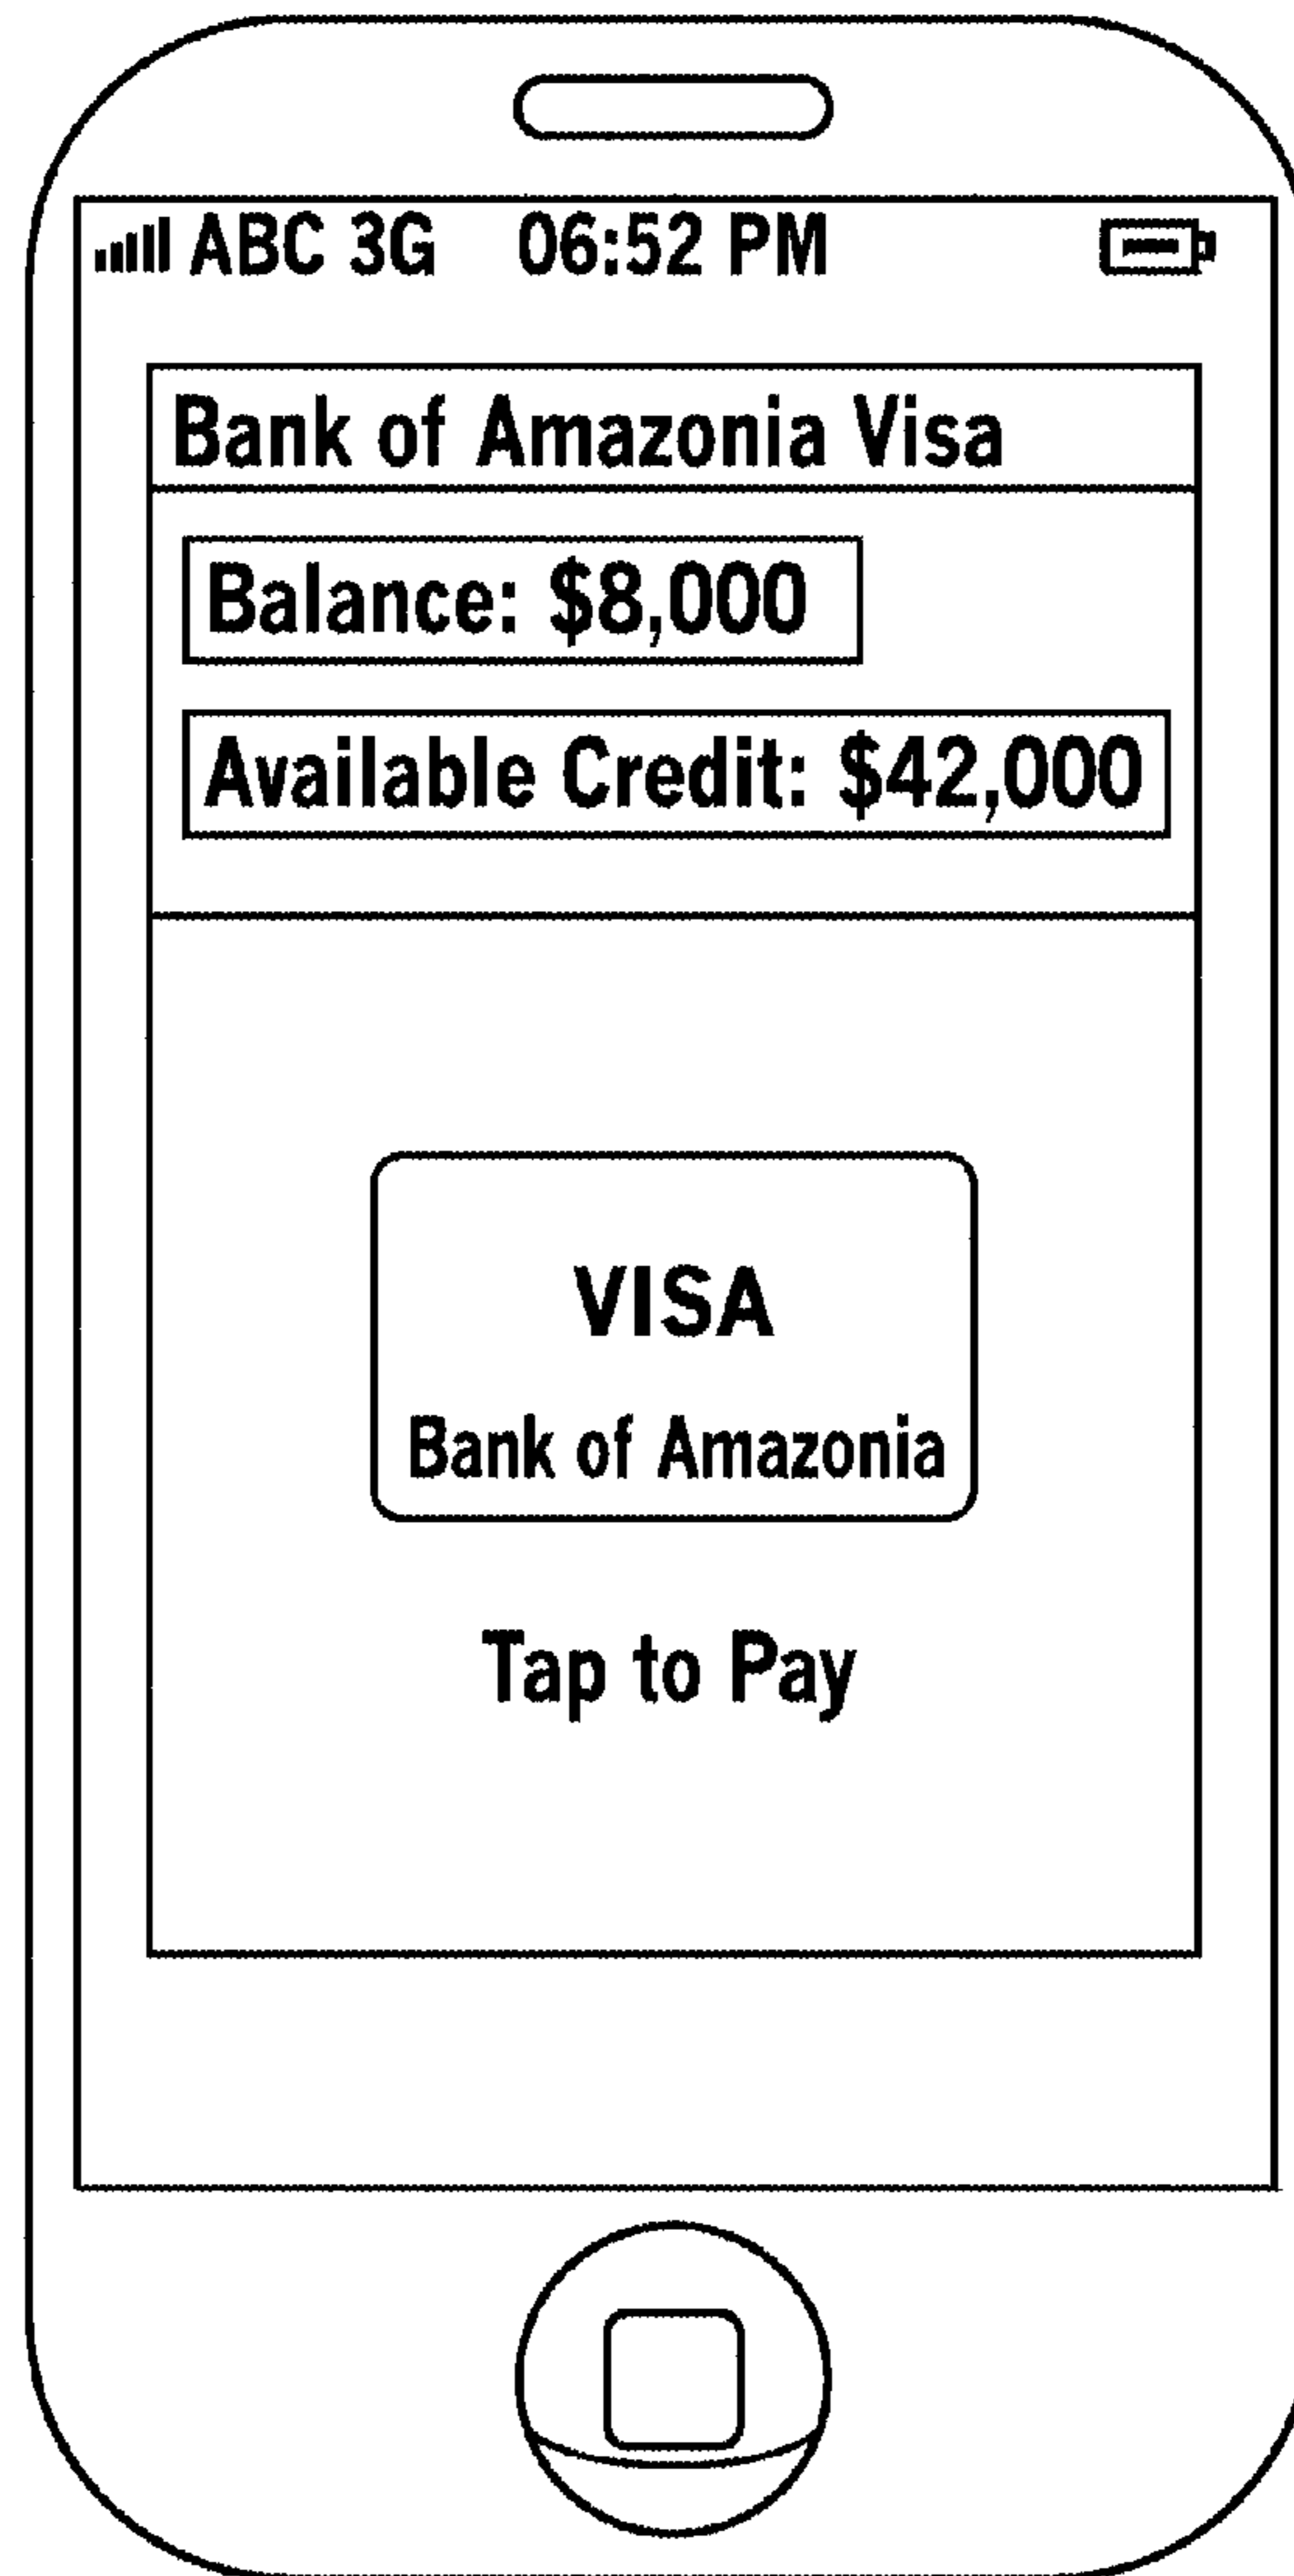 ABC 3G 06:52 PM
Bank of Amazonia Visa
Balance: $8,000
Available Credit: $42,000
VISA
Bank of Amazonia
Tap to Pay